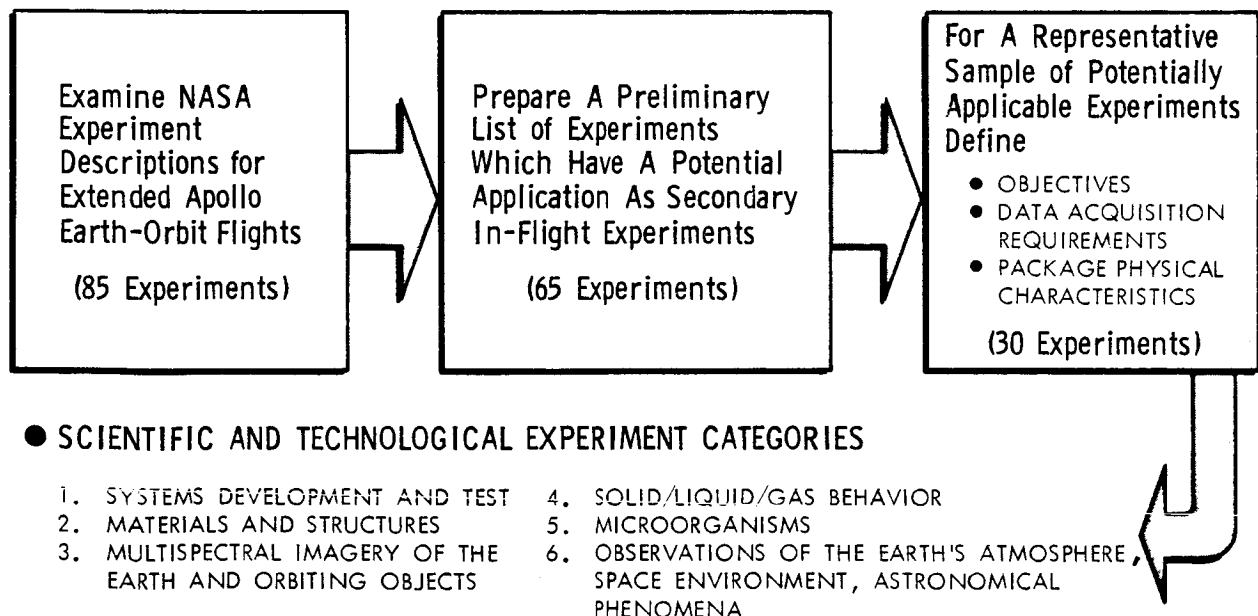 Examine NASA
Experiment
Descriptions for
Extended Apollo
Earth-Orbit Flights
(85 Experiments)
Prepare A Preliminary
List of Experiments
Which Have A Potential
Application As Secondary
In-Flight Experiments
(65 Experiments)
For A Representative
Sample of Potentially
Applicable Experiments
Define
● OBJECTIVES
● DATA ACQUISITION
REQUIREMENTS
● PACKAGE PHYSICAL
CHARACTERISTICS
(30 Experiments)
● SCIENTIFIC AND TECHNOLOGICAL EXPERIMENT CATEGORIES
1. SYSTEMS DEVELOPMENT AND TEST
2. MATERIALS AND STRUCTURES
3. MULTISPECTRAL IMAGERY OF THE
EARTH AND ORBITING OBJECTS
4. SOLID/LIQUID/GAS BEHAVIOR
5. MICROORGANISMS
6. OBSERVATIONS OF THE EARTH'S ATMOSPHERE,
SPACE ENVIRONMENT, ASTRONOMICAL
PHENOMENA